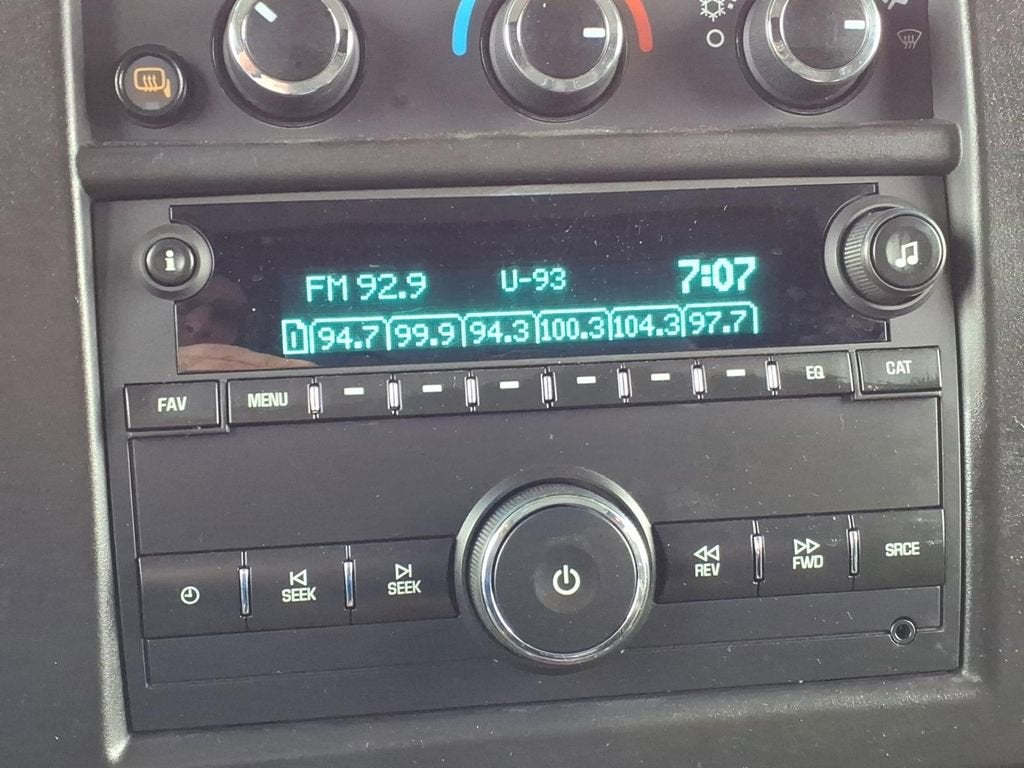 i
FM 92.9 U-93 7:07
1 94.7 99.9 94.3 100.3 104.3 97.7
FAV MENU EQ CAT
SEEK SEEK REV FWD SRCE